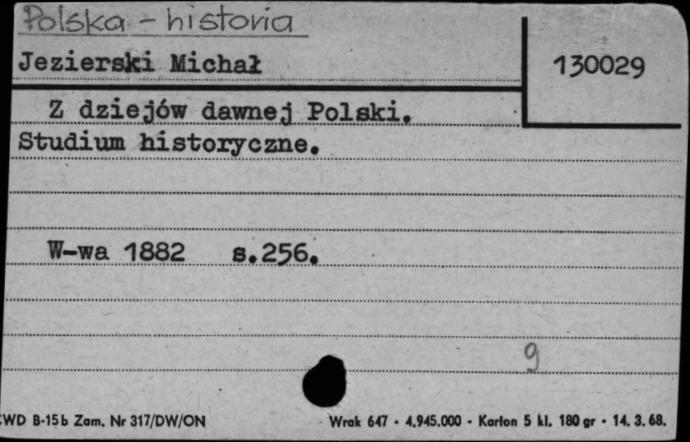 Polska - historia
Jezierski Michał
130029
Z dziejów dawnej Polski.
Studium historyczne.
W-wa 1882 s.256.
9
CWD B-15b Zam. Nr 317/DW/ON
Wrak 647 - 4.945.000 - Karton 5 kl. 180 gr - 14. 3. 68.